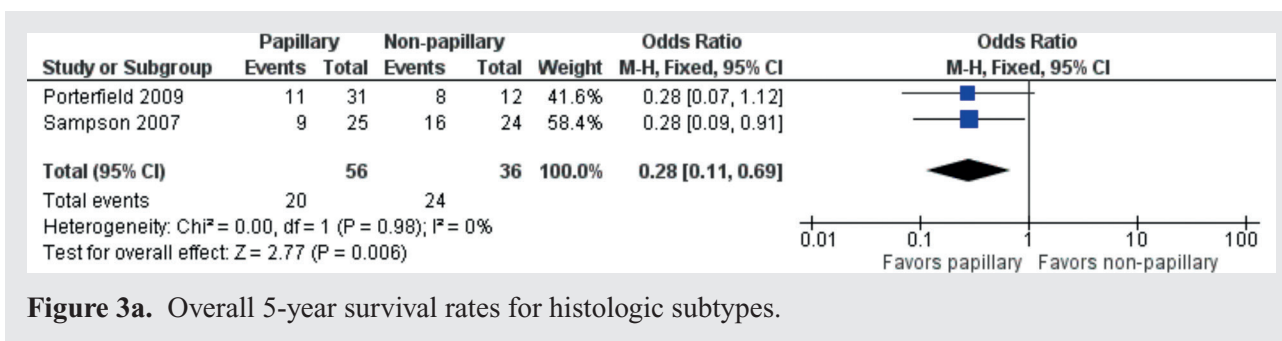 Papillary Non-papillary Odds Ratio Odds Ratio
Study or Subgroup Events Total Events Total Weight M-H, Fixed, 95% CI M-H, Fixed, 95% CI
Porterfield 2009 11 31 8 12 41.6% 0.28 [0.07, 1.12]
Sampson 2007 9 25 16 24 58.4% 0.28 [0.09, 0.91]
Total (95% CI) 56 36 100.0% 0.28 [0.11, 0.69]
Total events 20 24
Heterogeneity: Chi² = 0.00, df = 1 (P = 0.98); I² = 0%
Test for overall effect: Z = 2.77 (P = 0.006)
0.01 0.1 1 10 100
Favors papillary Favors non-papillary
Figure 3a. Overall 5-year survival rates for histologic subtypes.